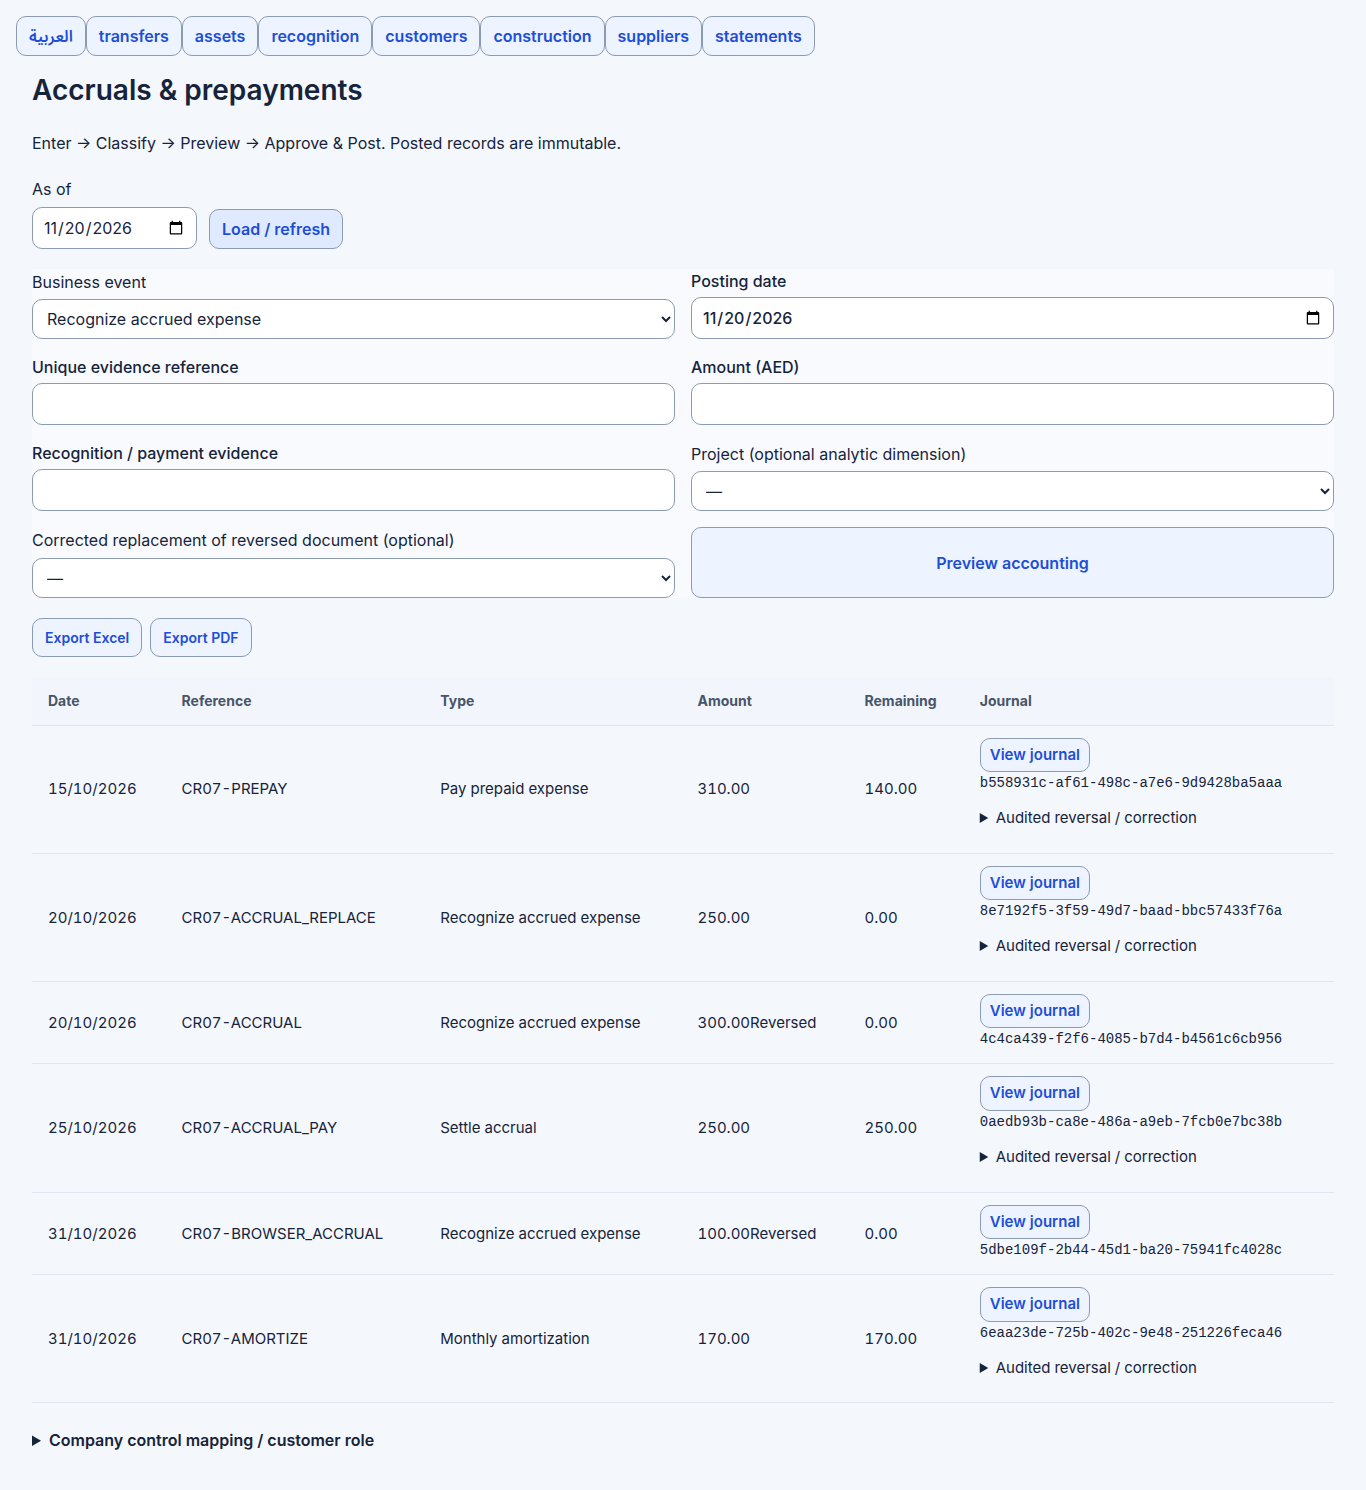 العربية transfers assets recognition customers construction suppliers statements
Accruals & prepayments
Enter → Classify → Preview → Approve & Post. Posted records are immutable.
As of
11/20/2026 Load / refresh
Business event Posting date
Recognize accrued expense 11/20/2026
Unique evidence reference Amount (AED)
Recognition / payment evidence Project (optional analytic dimension)
—
Corrected replacement of reversed document (optional)
— Preview accounting
Export Excel Export PDF
Date Reference Type Amount Remaining Journal
View journal
15/10/2026 CR07-PREPAY Pay prepaid expense 310.00 140.00 b558931c-af61-498c-a7e6-9d9428ba5aaa
▶ Audited reversal / correction
View journal
20/10/2026 CR07-ACCRUAL_REPLACE Recognize accrued expense 250.00 0.00 8e7192f5-3f59-49d7-baad-bbc57433f76a
▶ Audited reversal / correction
View journal
20/10/2026 CR07-ACCRUAL Recognize accrued expense 300.00Reversed 0.00 4c4ca439-f2f6-4085-b7d4-b4561c6cb956
View journal
25/10/2026 CR07-ACCRUAL_PAY Settle accrual 250.00 250.00 0aedb93b-ca8e-486a-a9eb-7fcb0e7bc38b
▶ Audited reversal / correction
View journal
31/10/2026 CR07-BROWSER_ACCRUAL Recognize accrued expense 100.00Reversed 0.00 5dbe109f-2b44-45d1-ba20-75941fc4028c
View journal
31/10/2026 CR07-AMORTIZE Monthly amortization 170.00 170.00 6eaa23de-725b-402c-9e48-251226feca46
▶ Audited reversal / correction
▶ Company control mapping / customer role